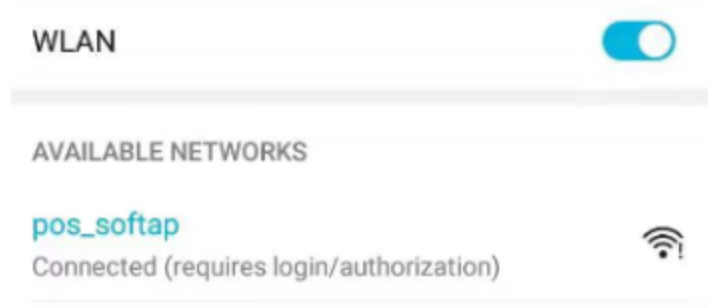 WLAN
AVAILABLE NETWORKS
pos_softap
Connected (requires login/authorization)